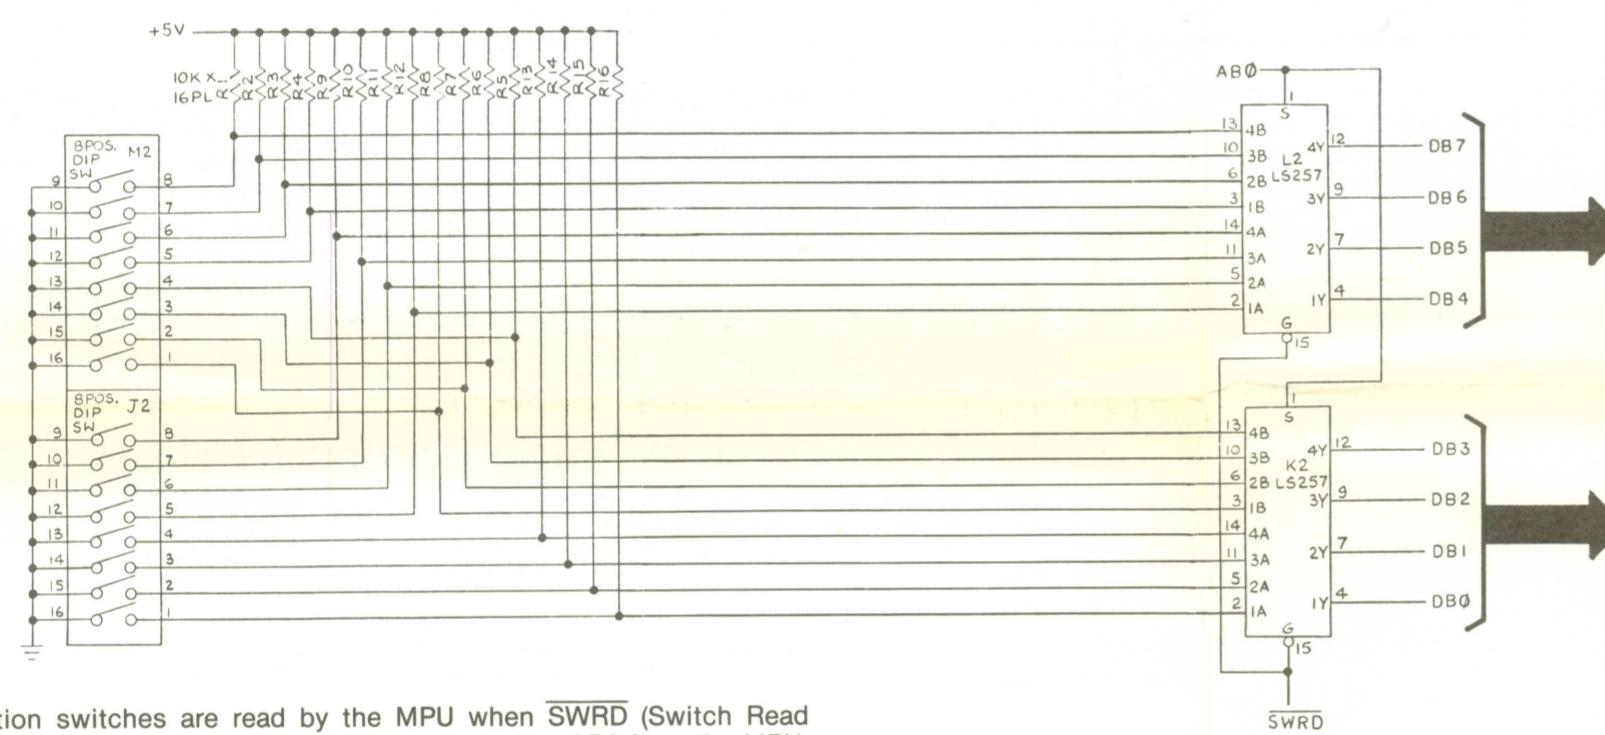 +5V
10K X
16PL
R1 R2 R3 R4 R9 R10 R11 R12 R8 R7 R6 R5 R13 R14 R15 R16
8POS.
DIP
SW
M2
9 8
10 7
11 6
12 5
13 4
14 3
15 2
16 1
8POS.
DIP
SW
J2
9 8
10 7
11 6
12 5
13 4
14 3
15 2
16 1
ABØ
1
S
13 4B
10 3B
6 2B
3 1B
14 4A
11 3A
5 2A
2 1A
L2
LS257
4Y 12 DB7
3Y 9 DB6
2Y 7 DB5
1Y 4 DB4
G
15
1
S
13 4B
10 3B
6 2B
3 1B
14 4A
11 3A
5 2A
2 1A
K2
LS257
4Y 12 DB3
3Y 9 DB2
2Y 7 DB1
1Y 4 DBØ
G
15
SWRD
tion switches are read by the MPU when SWRD (Switch Read